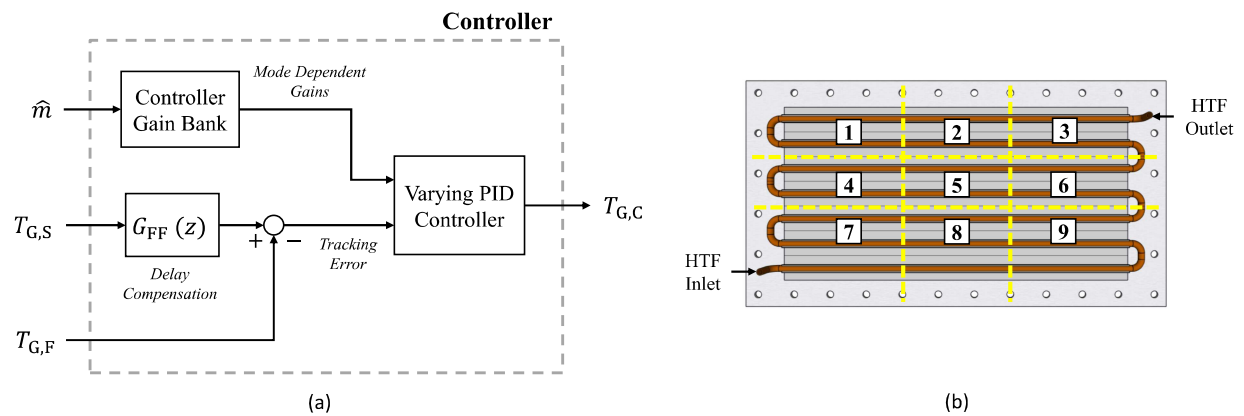 Controller
m̂
Controller
Gain Bank
Mode Dependent
Gains
Varying PID
Controller
T_G,C
T_G,S
G_FF (z)
+
−
Tracking
Error
Delay
Compensation
T_G,F
(a)
HTF
Outlet
1 2 3
4 5 6
7 8 9
HTF
Inlet
(b)